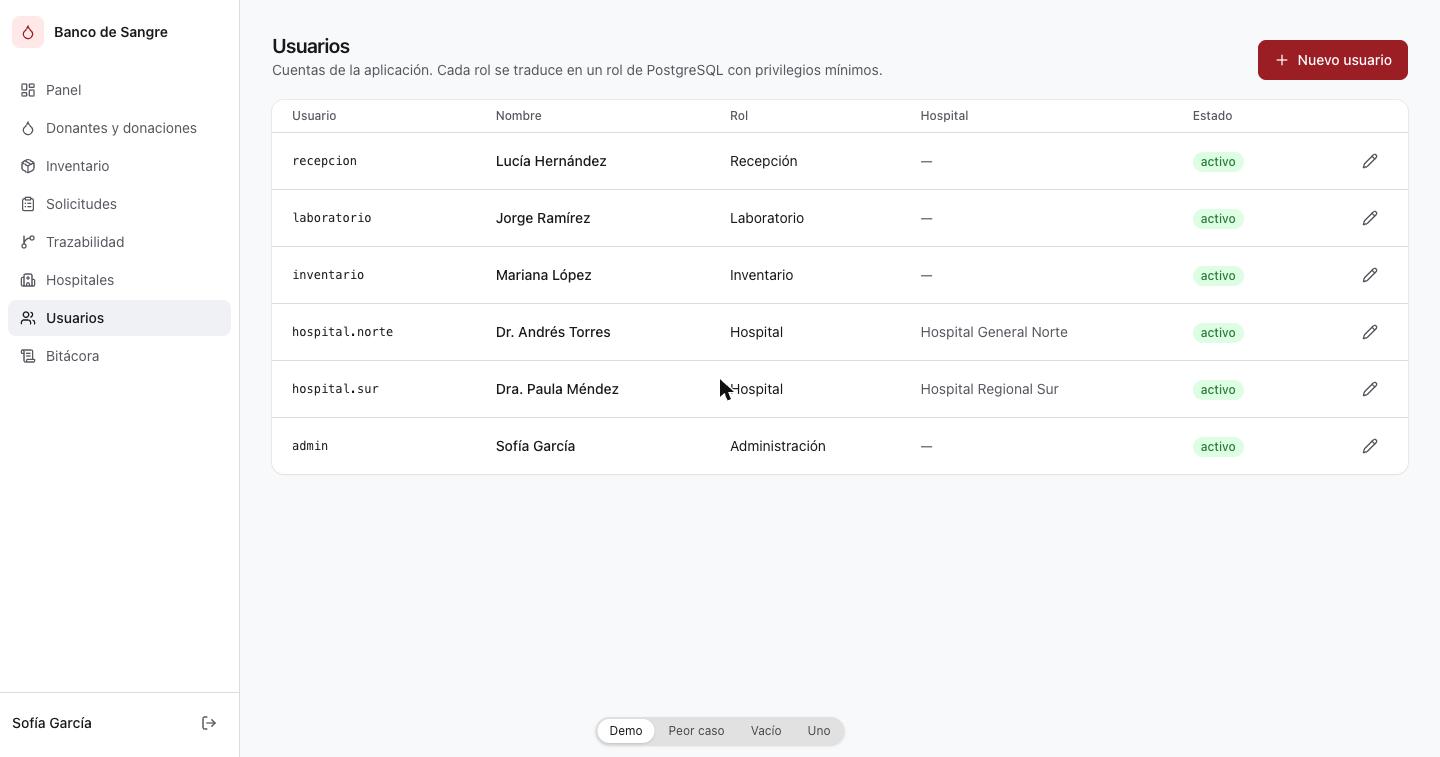 Banco de Sangre
Panel
Donantes y donaciones
Inventario
Solicitudes
Trazabilidad
Hospitales
Usuarios
Bitácora
Sofía García
Usuarios
Cuentas de la aplicación. Cada rol se traduce en un rol de PostgreSQL con privilegios mínimos.
Nuevo usuario
Usuario Nombre Rol Hospital Estado
recepcion Lucía Hernández Recepción — activo
laboratorio Jorge Ramírez Laboratorio — activo
inventario Mariana López Inventario — activo
hospital.norte Dr. Andrés Torres Hospital Hospital General Norte activo
hospital.sur Dra. Paula Méndez Hospital Hospital Regional Sur activo
admin Sofía García Administración — activo
Demo Peor caso Vacío Uno